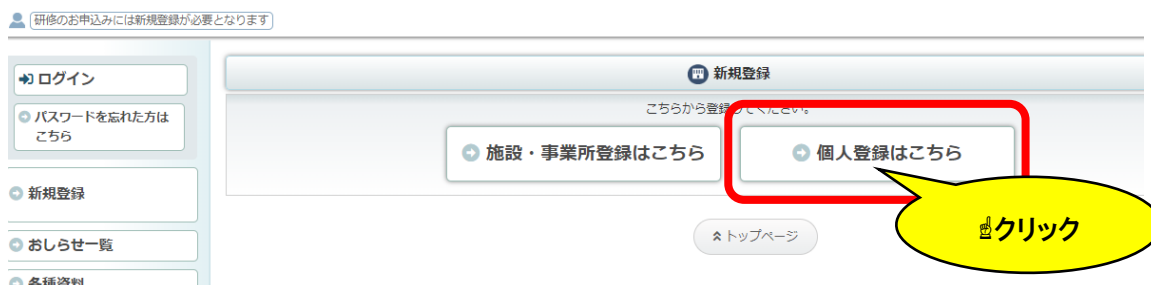 研修のお申込みには新規登録が必要となります
ログイン
パスワードを忘れた方は
こちら
新規登録
おしらせ一覧
各種資料
新規登録
こちらから登録してください。
施設・事業所登録はこちら
個人登録はこちら
☝クリック
トップページ